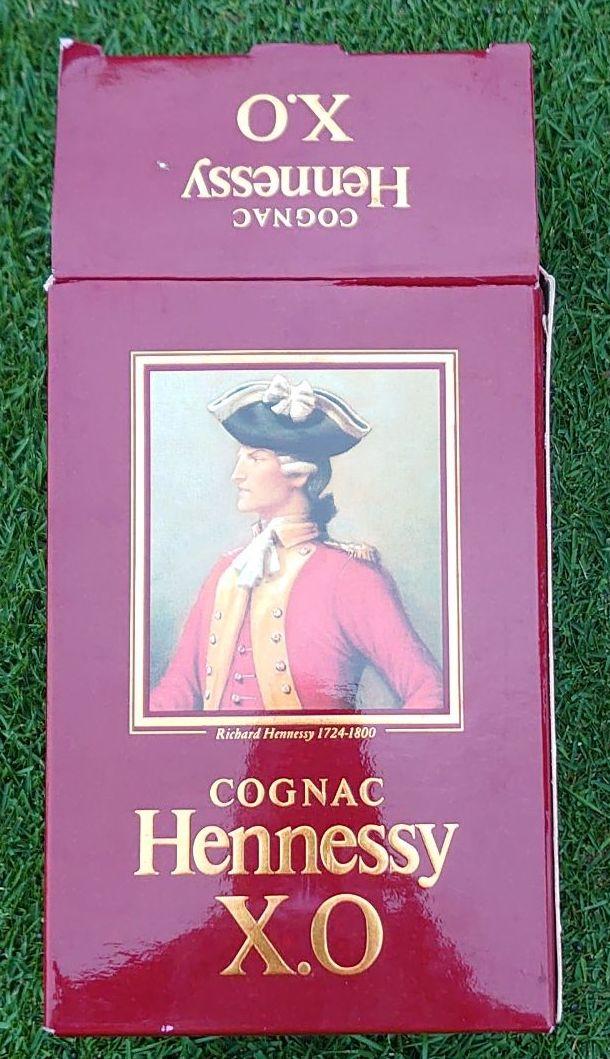 X.O
Hennessy
COGNAC
Richard Hennessy 1724-1800
COGNAC
Hennessy
X.O